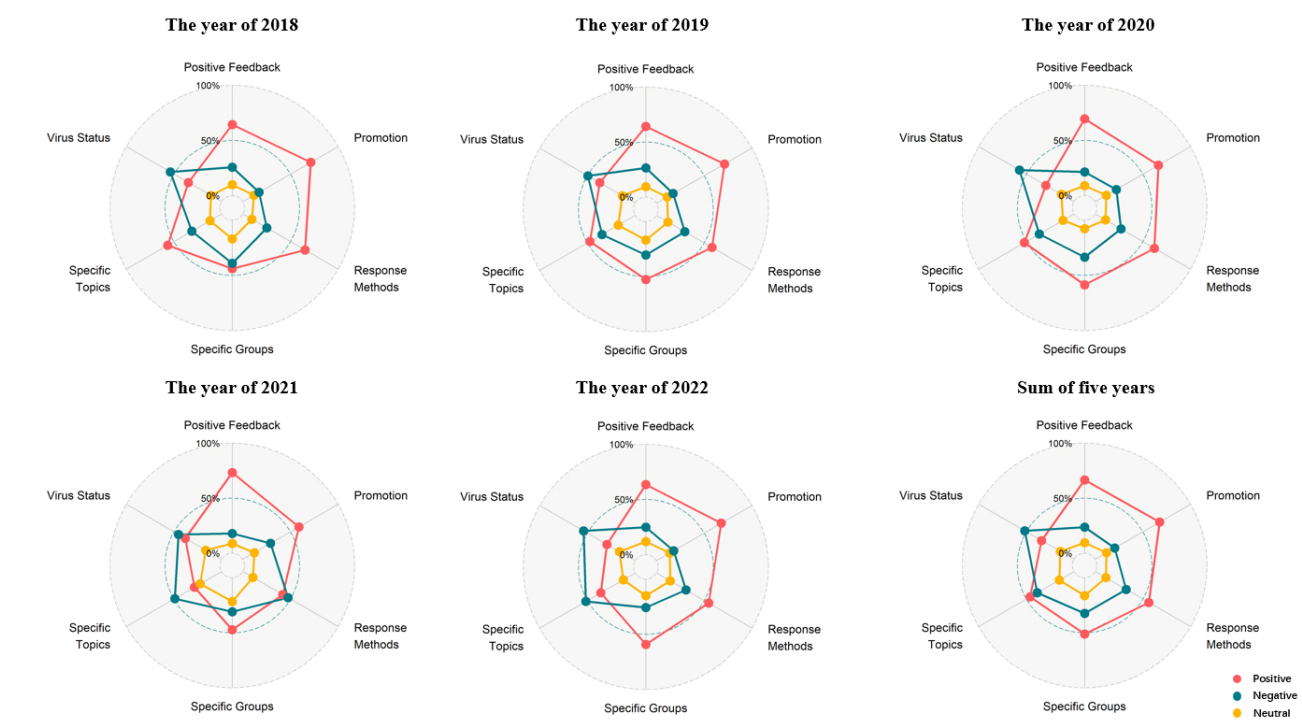 The year of 2018
Positive Feedback
100%
Virus Status
Promotion
50%
0%
Specific
Topics
Response
Methods
Specific Groups
The year of 2019
Positive Feedback
100%
Virus Status
Promotion
50%
0%
Specific
Topics
Response
Methods
Specific Groups
The year of 2020
Positive Feedback
100%
Virus Status
Promotion
50%
0%
Specific
Topics
Response
Methods
Specific Groups
The year of 2021
Positive Feedback
100%
Virus Status
Promotion
50%
0%
Specific
Topics
Response
Methods
Specific Groups
The year of 2022
Positive Feedback
100%
Virus Status
Promotion
50%
0%
Specific
Topics
Response
Methods
Specific Groups
Sum of five years
Positive Feedback
100%
Virus Status
Promotion
50%
0%
Specific
Topics
Response
Methods
Specific Groups
Positive
Negative
Neutral